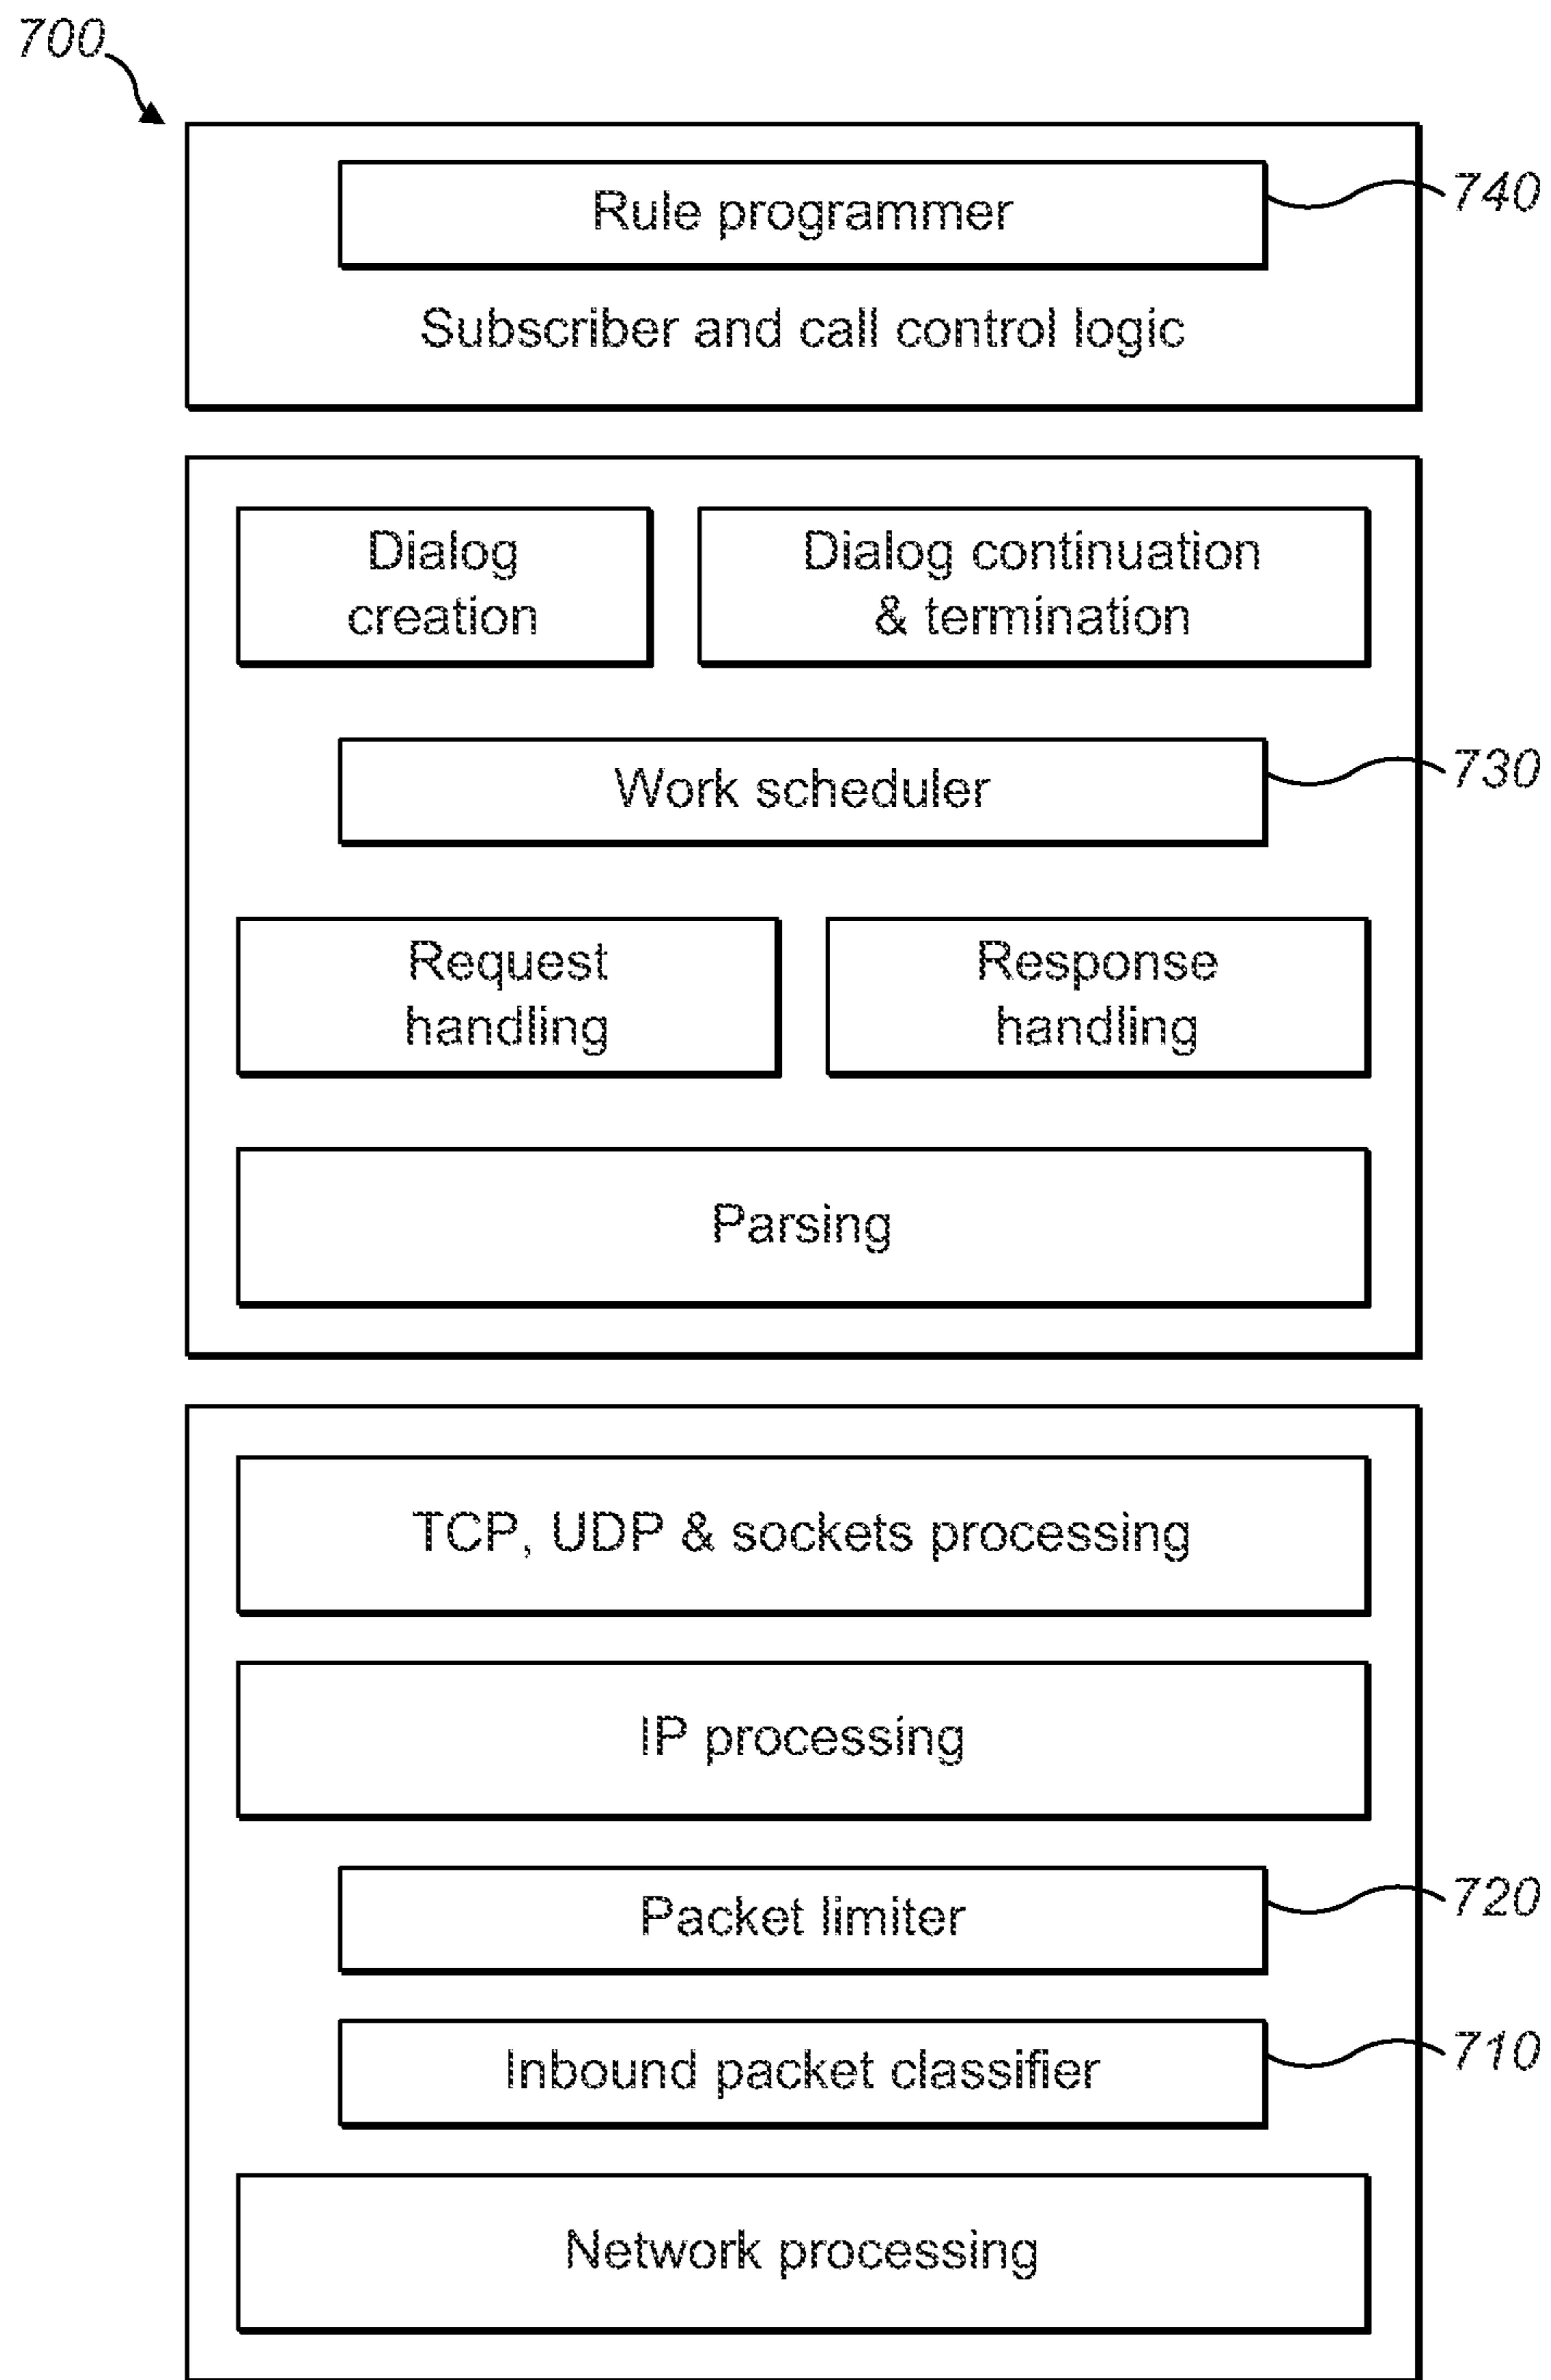 700
Rule programmer
740
Subscriber and call control logic
Dialog
creation
Dialog continuation
& termination
Work scheduler
730
Request
handling
Response
handling
Parsing
TCP, UDP & sockets processing
IP processing
Packet limiter
720
Inbound packet classifier
710
Network processing